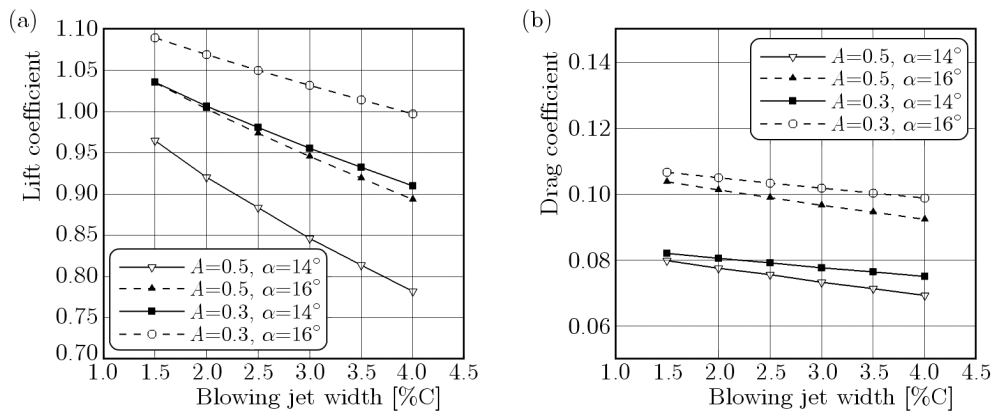 (a)
Lift coefficient
1.10
1.05
1.00
0.95
0.90
0.85
0.80
0.75
0.70
A=0.5, α=14°
A=0.5, α=16°
A=0.3, α=14°
A=0.3, α=16°
1.0 1.5 2.0 2.5 3.0 3.5 4.0 4.5
Blowing jet width [%C]
(b)
Drag coefficient
0.14
0.12
0.10
0.08
0.06
A=0.5, α=14°
A=0.5, α=16°
A=0.3, α=14°
A=0.3, α=16°
1.0 1.5 2.0 2.5 3.0 3.5 4.0 4.5
Blowing jet width [%C]